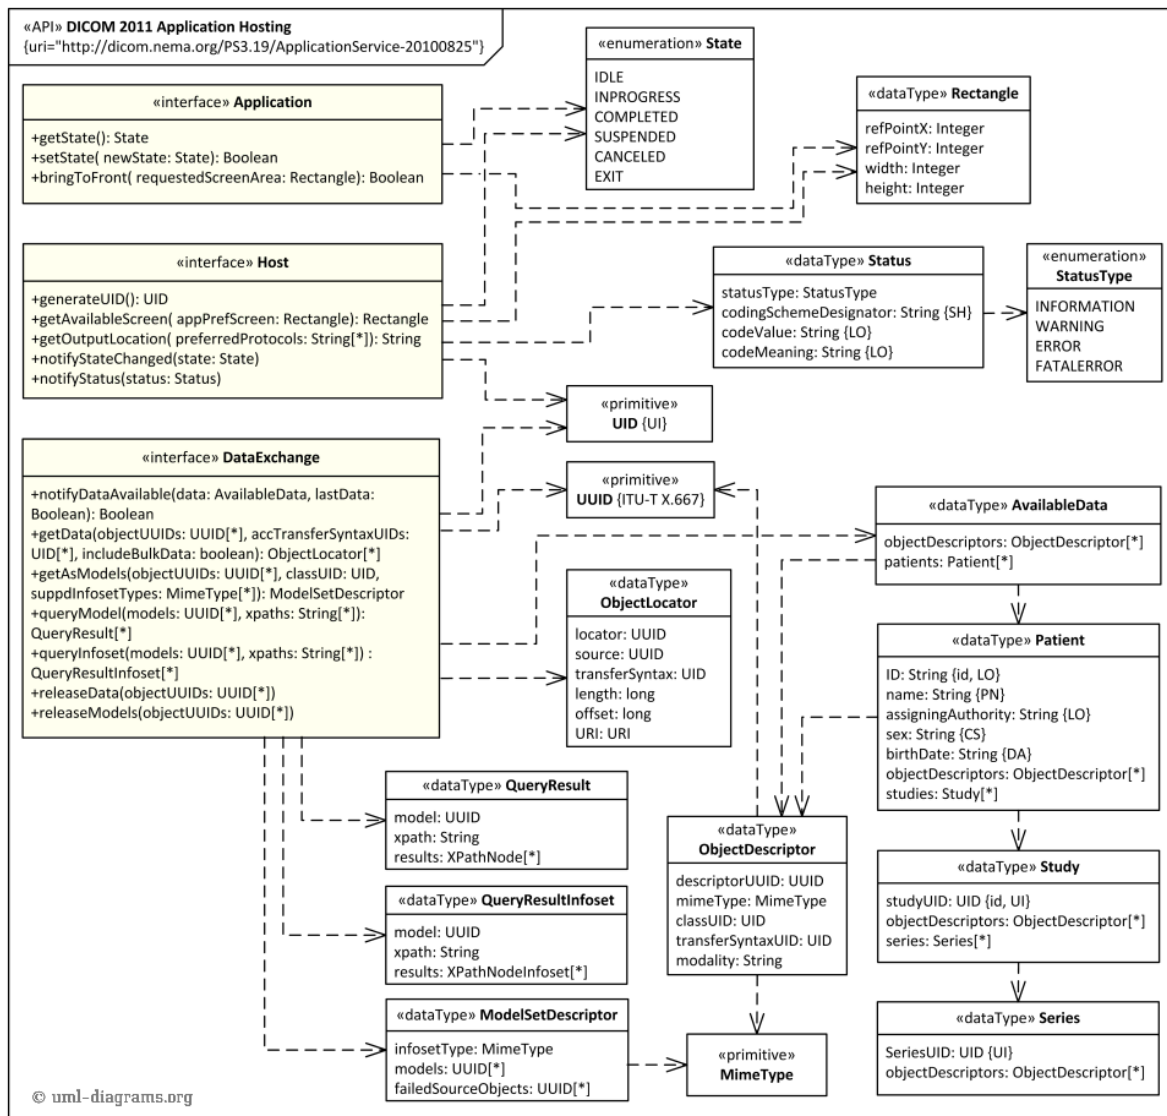 «API» DICOM 2011 Application Hosting
{uri="http://dicom.nema.org/PS3.19/ApplicationService-20100825"}
«enumeration» State
IDLE
INPROGRESS
COMPLETED
SUSPENDED
CANCELED
EXIT
«interface» Application
+getState(): State
+setState( newState: State): Boolean
+bringToFront( requestedScreenArea: Rectangle): Boolean
«dataType» Rectangle
refPointX: Integer
refPointY: Integer
width: Integer
height: Integer
«interface» Host
+generateUID(): UID
+getAvailableScreen( appPrefScreen: Rectangle): Rectangle
+getOutputLocation( preferredProtocols: String[*]): String
+notifyStateChanged(state: State)
+notifyStatus(status: Status)
«dataType» Status
statusType: StatusType
codingSchemeDesignator: String {SH}
codeValue: String {LO}
codeMeaning: String {LO}
«enumeration»
StatusType
INFORMATION
WARNING
ERROR
FATALERROR
«primitive»
UID {UI}
«interface» DataExchange
+notifyDataAvailable(data: AvailableData, lastData:
Boolean): Boolean
+getData(objectUUIDs: UUID[*], accTransferSyntaxUIDs:
UID[*], includeBulkData: boolean): ObjectLocator[*]
+getAsModels(objectUUIDs: UUID[*], classUID: UID,
suppdInfosetTypes: MimeType[*]): ModelSetDescriptor
+queryModel(models: UUID[*], xpaths: String[*]):
QueryResult[*]
+queryInfoset(models: UUID[*], xpaths: String[*]) :
QueryResultInfoset[*]
+releaseData(objectUUIDs: UUID[*])
+releaseModels(objectUUIDs: UUID[*])
«primitive»
UUID {ITU-T X.667}
«dataType» AvailableData
objectDescriptors: ObjectDescriptor[*]
patients: Patient[*]
«dataType»
ObjectLocator
locator: UUID
source: UUID
transferSyntax: UID
length: long
offset: long
URI: URI
«dataType» Patient
ID: String {id, LO}
name: String {PN}
assigningAuthority: String {LO}
sex: String {CS}
birthDate: String {DA}
objectDescriptors: ObjectDescriptor[*]
studies: Study[*]
«dataType» QueryResult
model: UUID
xpath: String
results: XPathNode[*]
«dataType»
ObjectDescriptor
descriptorUUID: UUID
mimeType: MimeType
classUID: UID
transferSyntaxUID: UID
modality: String
«dataType» Study
studyUID: UID {id, UI}
objectDescriptors: ObjectDescriptor[*]
series: Series[*]
«dataType» QueryResultInfoset
model: UUID
xpath: String
results: XPathNodeInfoset[*]
«dataType» ModelSetDescriptor
infosetType: MimeType
models: UUID[*]
failedSourceObjects: UUID[*]
«primitive»
MimeType
«dataType» Series
SeriesUID: UID {UI}
objectDescriptors: ObjectDescriptor[*]
© uml-diagrams.org